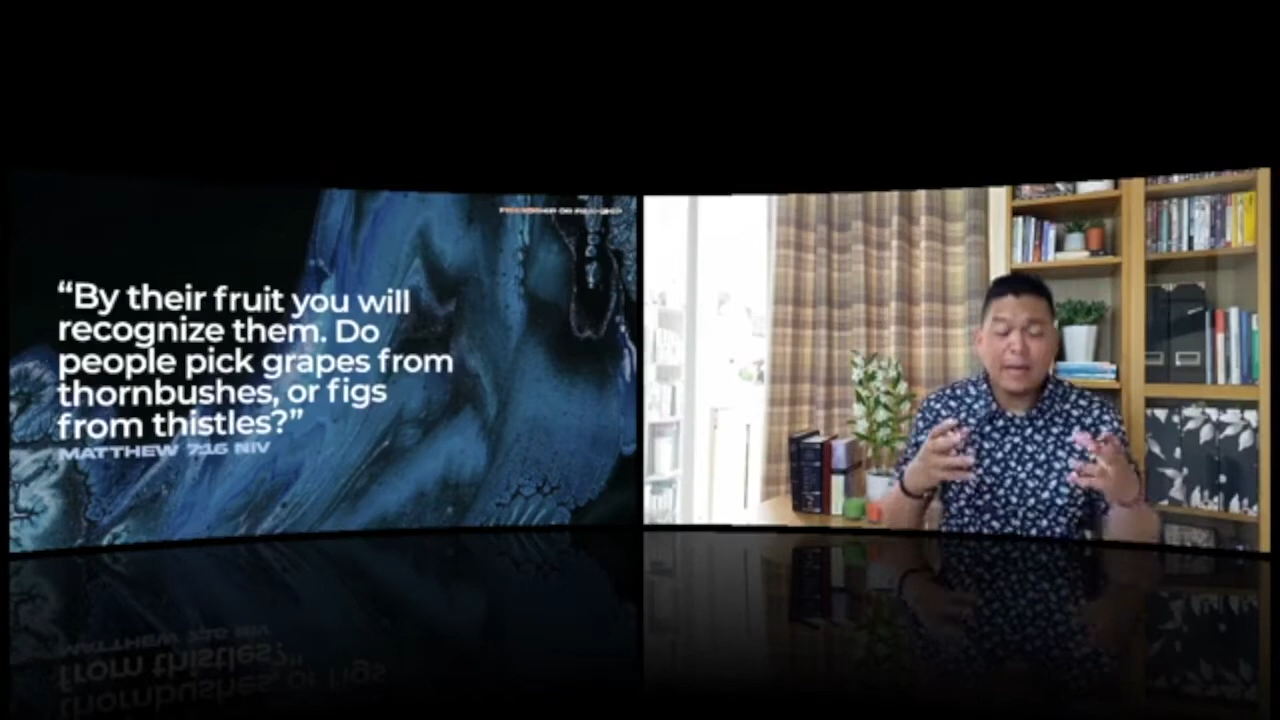 “By their fruit you will
recognize them. Do
people pick grapes from
thornbushes, or figs
from thistles?”
MATTHEW 7:16 NIV